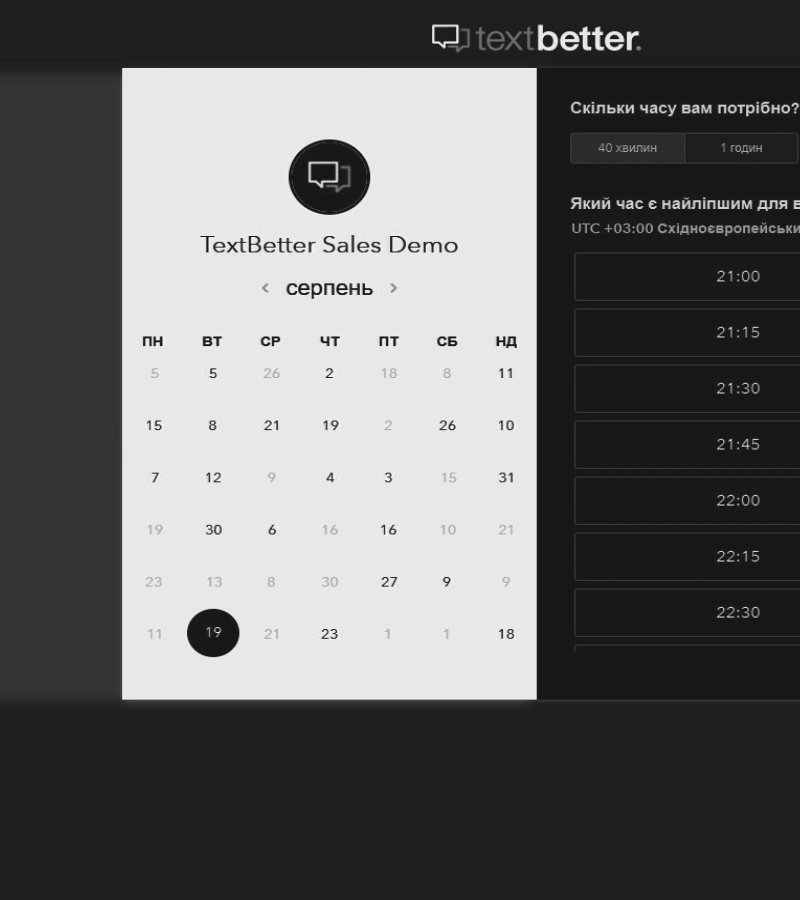 textbetter.
TextBetter Sales Demo
‹ серпень ›
ПН ВТ СР ЧТ ПТ СБ НД
5 5 26 2 18 8 11
15 8 21 19 2 26 10
7 12 9 4 3 15 31
19 30 6 16 16 10 21
23 13 8 30 27 9 9
11 19 21 23 1 1 18
Скільки часу вам потрібно?
40 хвилин 1 годин
Який час є найліпшим для в
UTC +03:00 Східноєвропейськи
21:00
21:15
21:30
21:45
22:00
22:15
22:30